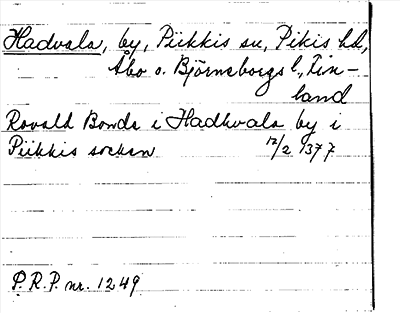 Hadvala, by, Piikkis sn, Pikis hd,
Åbo o. Björneborgs l., Fin-
land
Rovald Bonde i Hadhvala by i
Piikkis socken 12/2 1377
P.R.P. nr. 1249